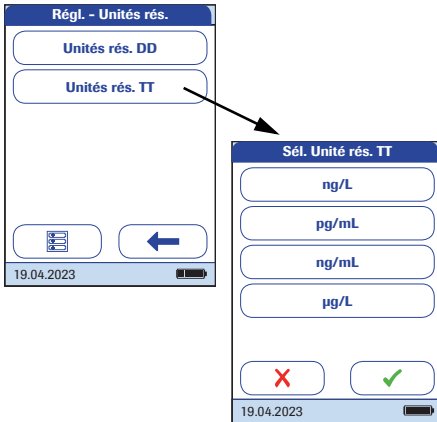 Régl. - Unités rés.
Unités rés. DD
Unités rés. TT
19.04.2023
Sél. Unité rés. TT
ng/L
pg/mL
ng/mL
µg/L
19.04.2023